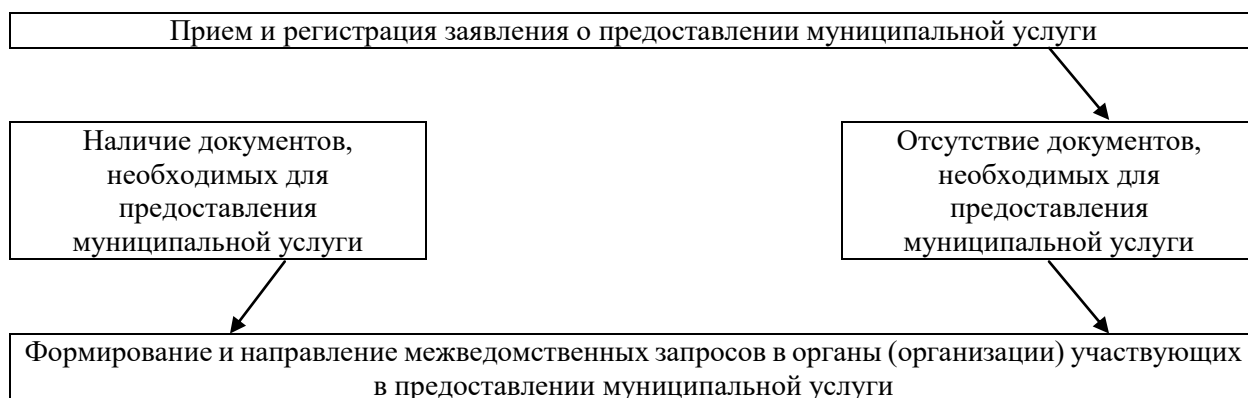 Прием и регистрация заявления о предоставлении муниципальной услуги
Наличие документов,
необходимых для
предоставления
муниципальной услуги
Отсутствие документов,
необходимых для
предоставления
муниципальной услуги
Формирование и направление межведомственных запросов в органы (организации) участвующих
в предоставлении муниципальной услуги